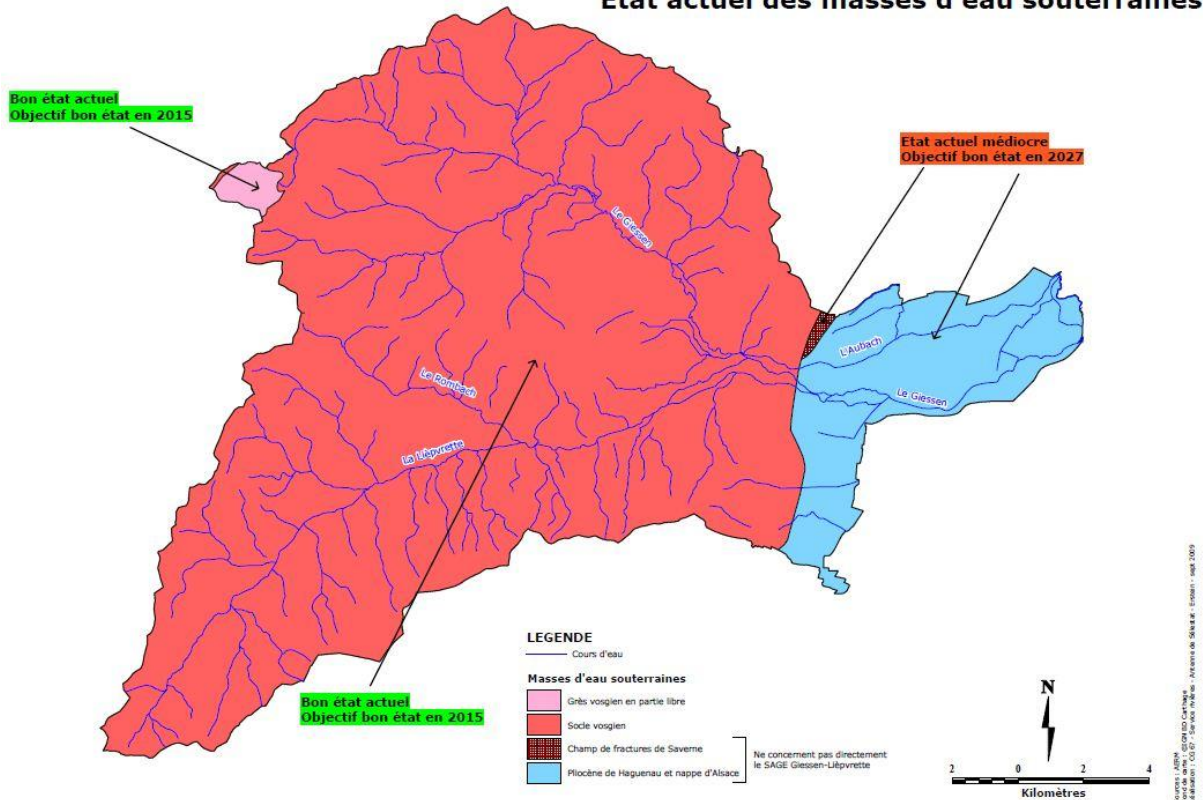 Etat actuel des masses d'eau souterraines
Bon état actuel
Objectif bon état en 2015
Etat actuel médiocre
Objectif bon état en 2027
Le Giessen
L'Aubach
Le Giessen
Le Rombach
La Lièpvrette
Bon état actuel
Objectif bon état en 2015
LEGENDE
Cours d'eau
Masses d'eau souterraines
Grès vosgien en partie libre
Socle vosgien
Champ de fractures de Saverne
Pliocène de Haguenau et nappe d'Alsace
Ne concernent pas directement
le SAGE Giessen-Lièpvrette
N
2 0 2 4
Kilomètres